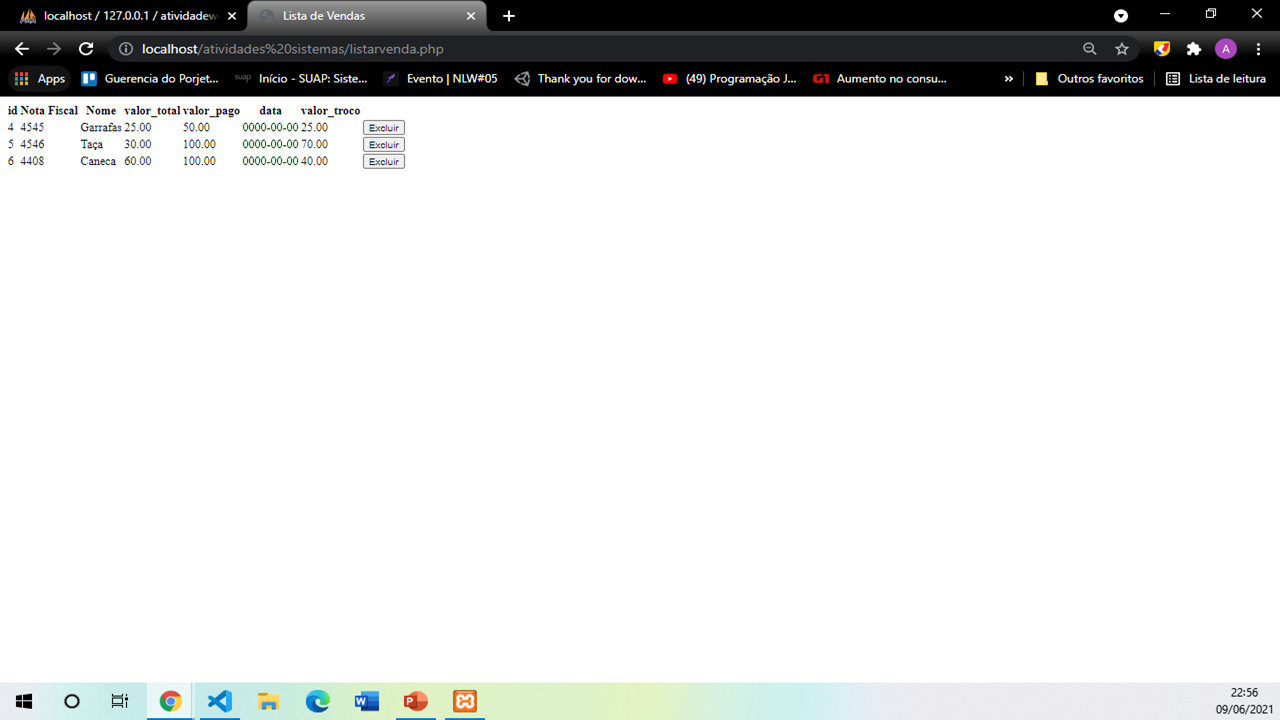 localhost / 127.0.0.1 / atividadew
Lista de Vendas
localhost/atividades%20sistemas/listarvenda.php
A
Apps
Guerencia do Porjet...
suap
Início - SUAP: Siste...
Evento | NLW#05
Thank you for dow...
(49) Programação J...
G1
Aumento no consu...
»
Outros favoritos
Lista de leitura
id Nota Fiscal Nome valor_total valor_pago data valor_troco
4 4545 Garrafas 25.00 50.00 0000-00-00 25.00 Excluir
5 4546 Taça 30.00 100.00 0000-00-00 70.00 Excluir
6 4408 Caneca 60.00 100.00 0000-00-00 40.00 Excluir
22:56
09/06/2021